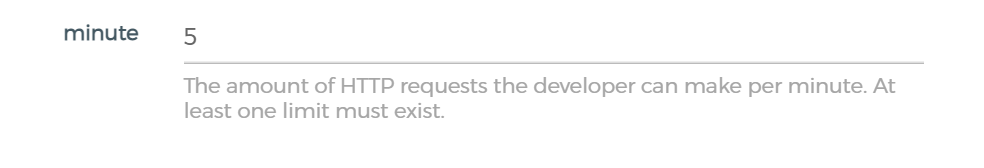 minute 5
The amount of HTTP requests the developer can make per minute. At
least one limit must exist.